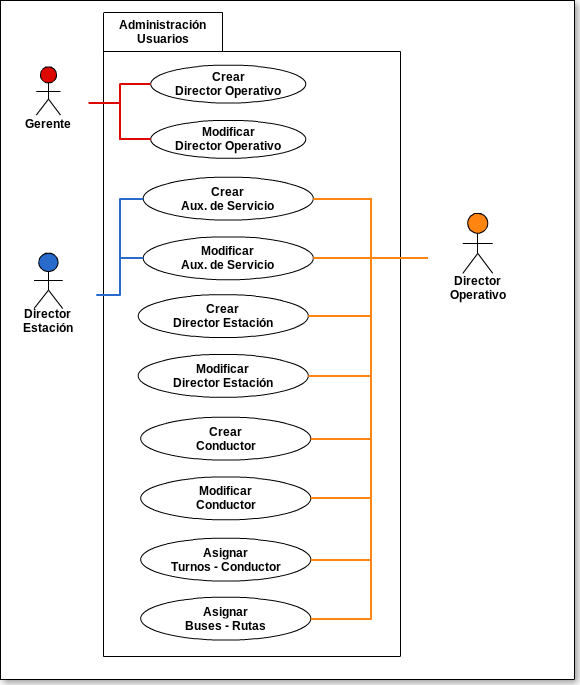 Administración
Usuarios
Gerente
Crear
Director Operativo
Modificar
Director Operativo
Crear
Aux. de Servicio
Modificar
Aux. de Servicio
Director
Estación
Director
Operativo
Crear
Director Estación
Modificar
Director Estación
Crear
Conductor
Modificar
Conductor
Asignar
Turnos - Conductor
Asignar
Buses - Rutas